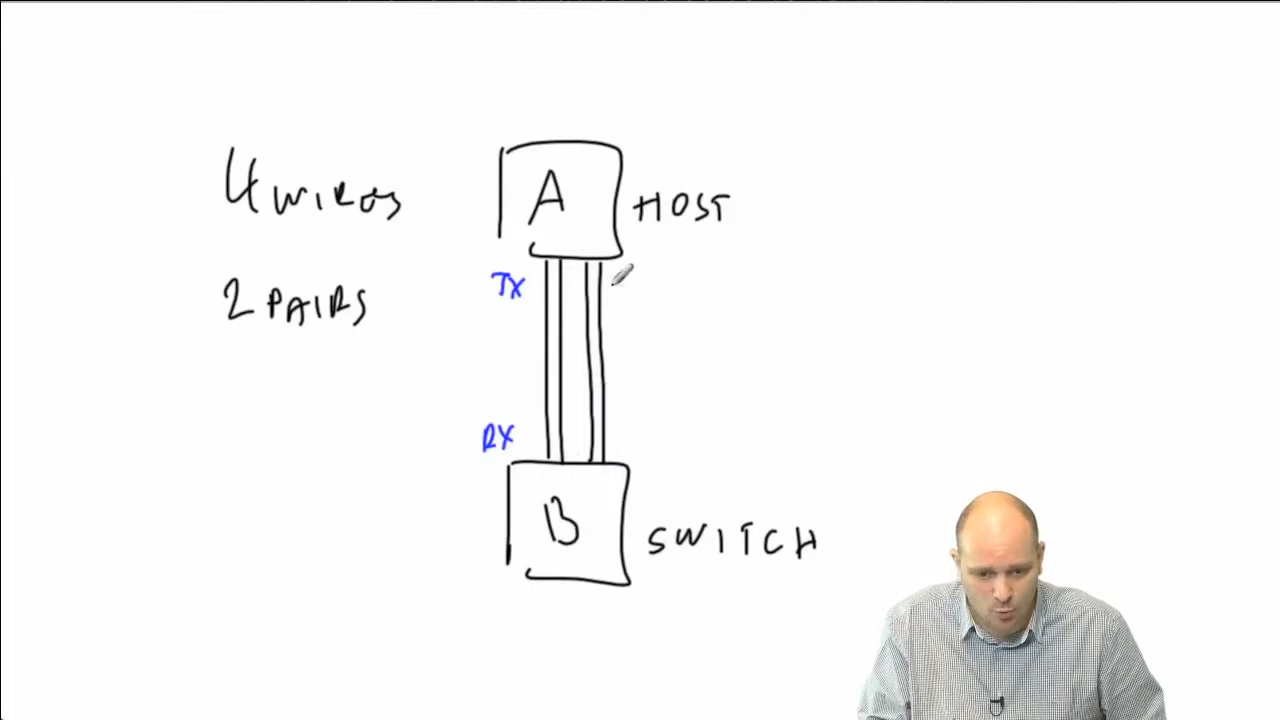 4 WIRES
A
HOST
2 PAIRS
TX
RX
B
SWITCH